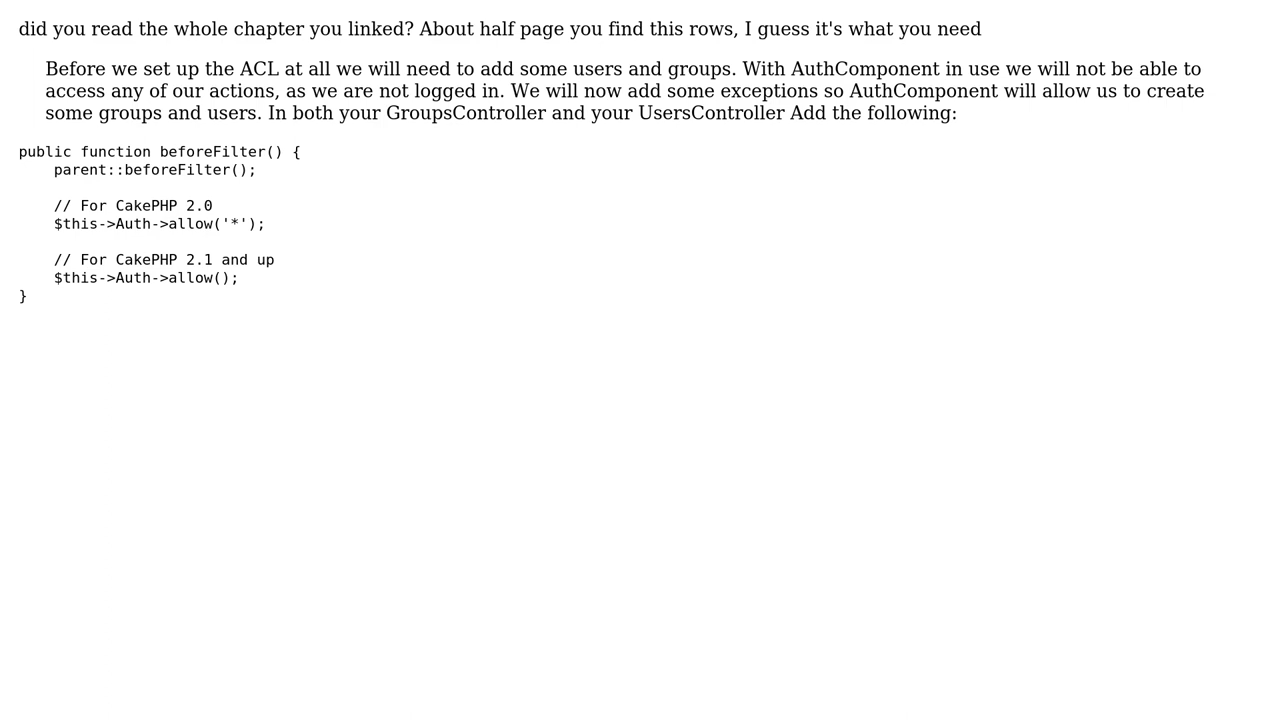 did you read the whole chapter you linked? About half page you find this rows, I guess it's what you need
Before we set up the ACL at all we will need to add some users and groups. With AuthComponent in use we will not be able to
access any of our actions, as we are not logged in. We will now add some exceptions so AuthComponent will allow us to create
some groups and users. In both your GroupsController and your UsersController Add the following:
public function beforeFilter() {
    parent::beforeFilter();
    // For CakePHP 2.0
    $this->Auth->allow('*');
    // For CakePHP 2.1 and up
    $this->Auth->allow();
}